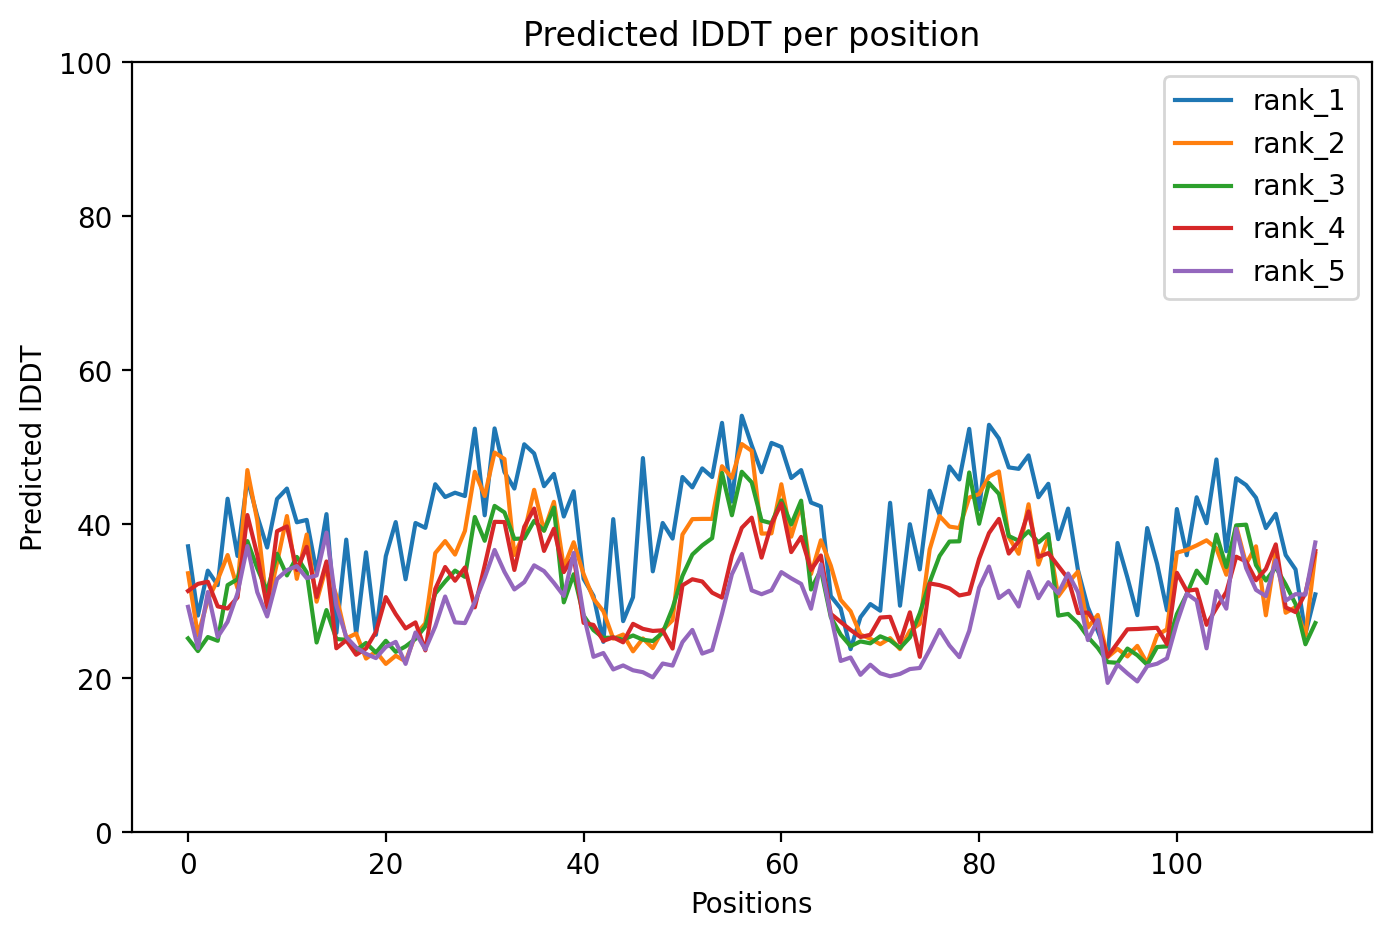 Predicted lDDT per position
100
80
60
40
20
0
Predicted lDDT
0 20 40 60 80 100
Positions
rank_1
rank_2
rank_3
rank_4
rank_5